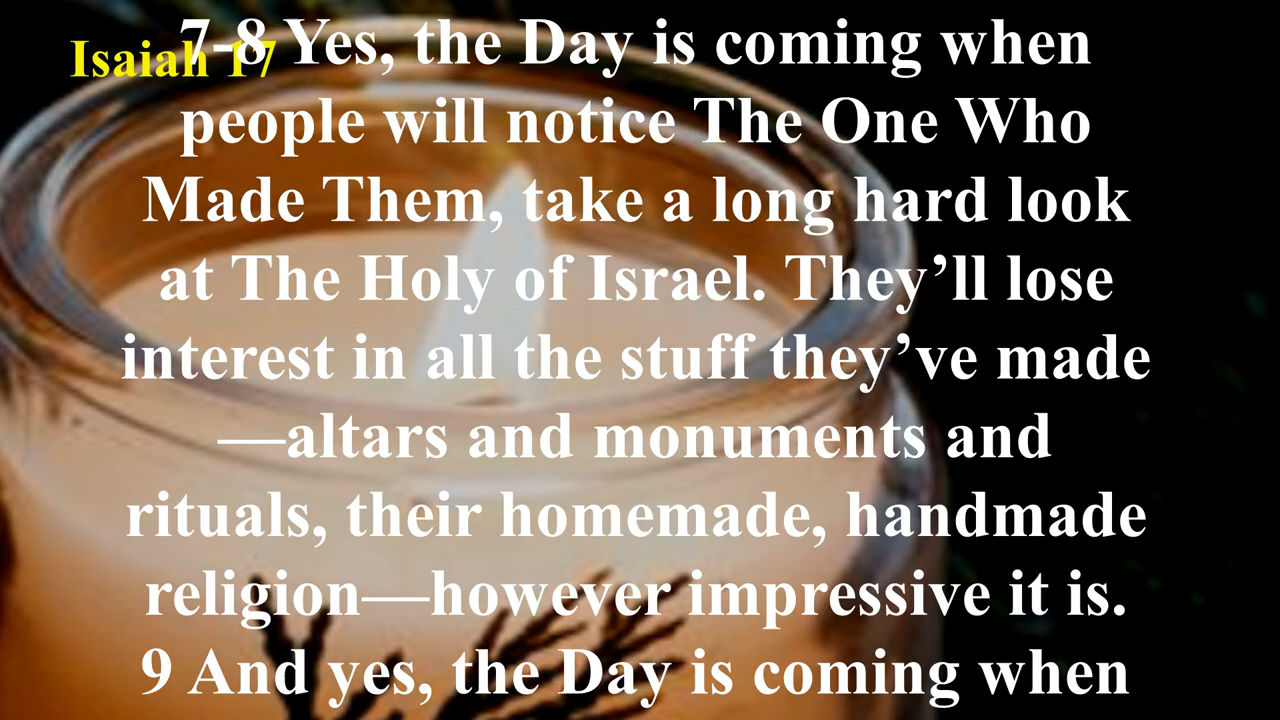 Isaiah 17
7-8 Yes, the Day is coming when
people will notice The One Who
Made Them, take a long hard look
at The Holy of Israel. They’ll lose
interest in all the stuff they’ve made
—altars and monuments and
rituals, their homemade, handmade
religion—however impressive it is.
9 And yes, the Day is coming when